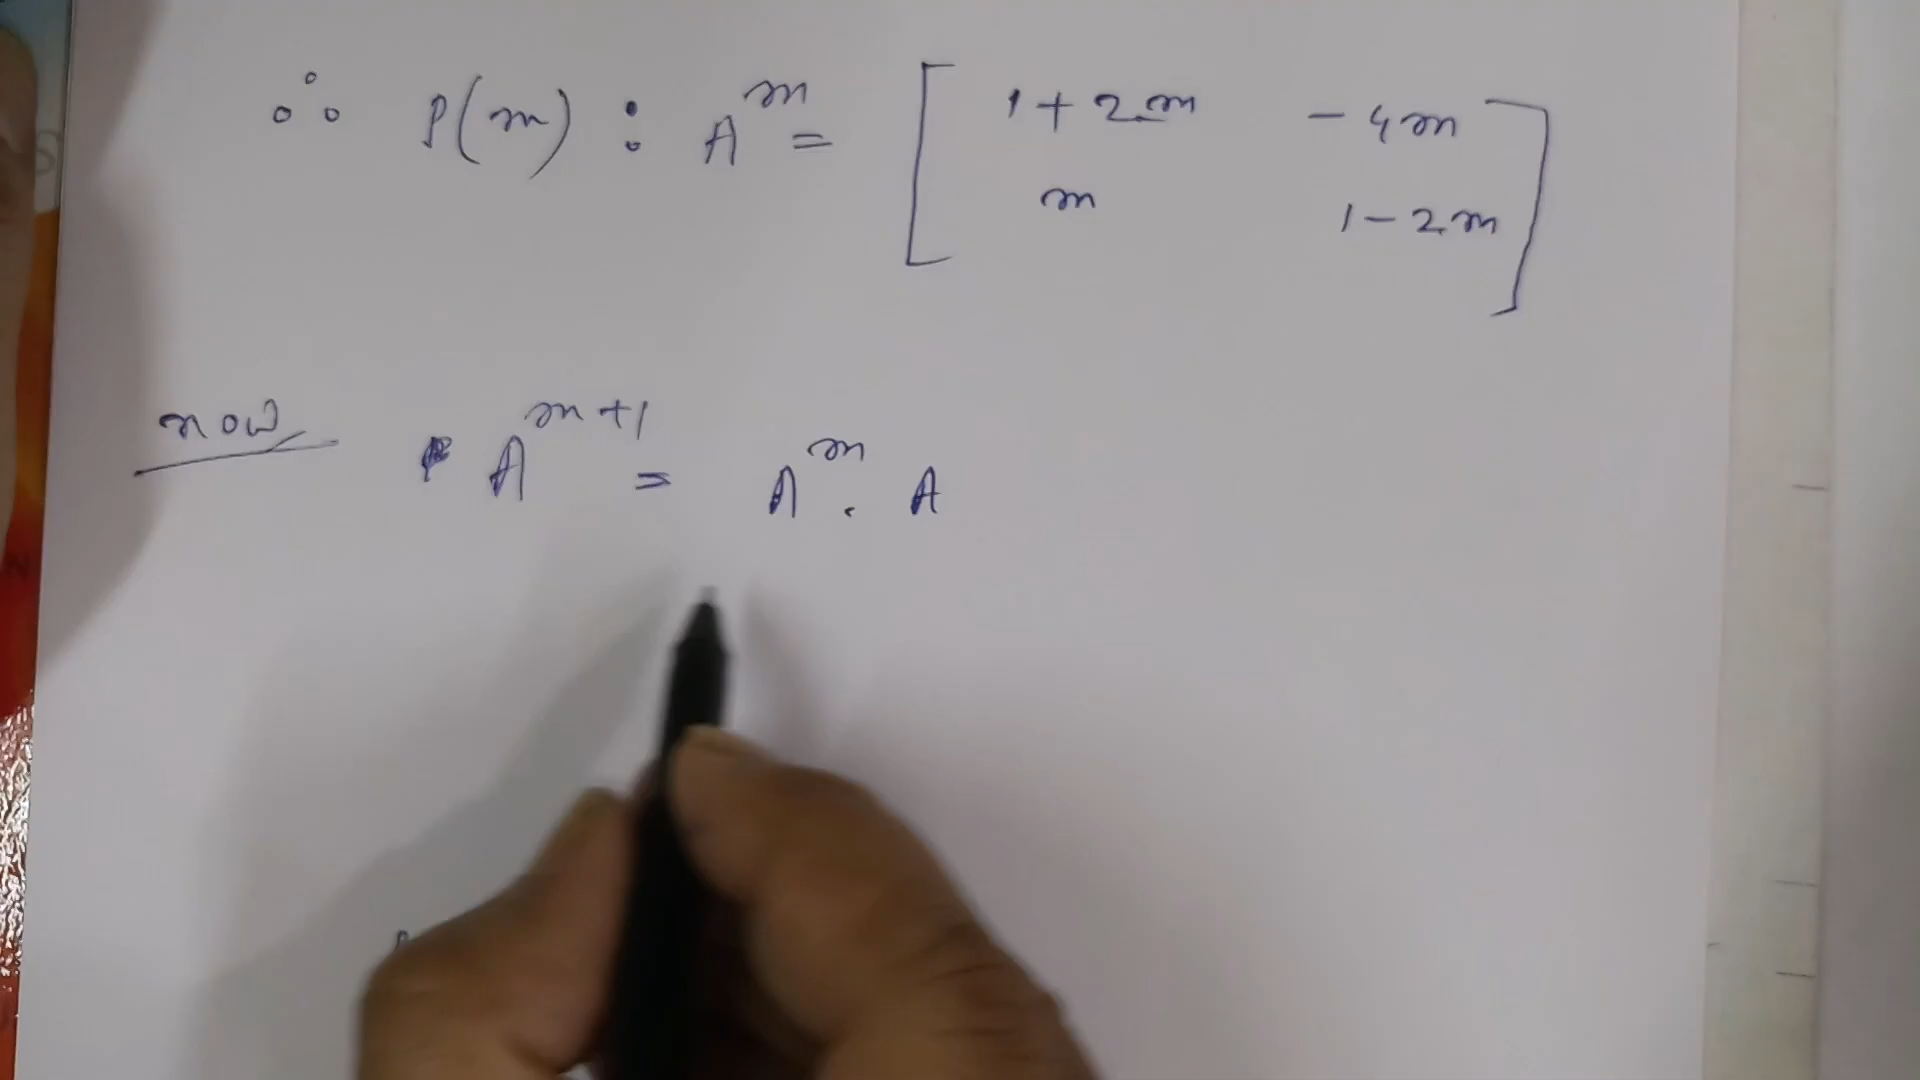 ∴ P(m) : A^m = [ 1 + 2m   - 4m
m   1 - 2m ]
now A^{m+1} = A^m . A